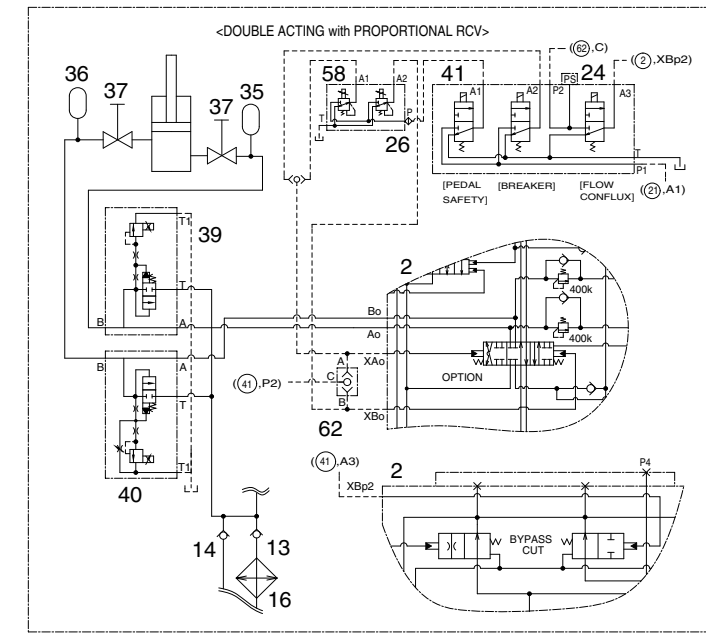 <DOUBLE ACTING with PROPORTIONAL RCV>
(62,C)
(2,XBp2)
36
37
37
35
58
A1
A2
T
P
26
41
A1
A2
P2
PS
24
A3
T
P1
[PEDAL SAFETY]
[BREAKER]
[FLOW CONFLUX]
(21,A1)
T1
39
T
B
A
2
400k
400k
Bo
Ao
XAo
OPTION
XBo
B
A
T
T1
40
(41,P2)
A
C
B
62
(41,A3)
XBp2
2
P4
BYPASS CUT
14
13
16